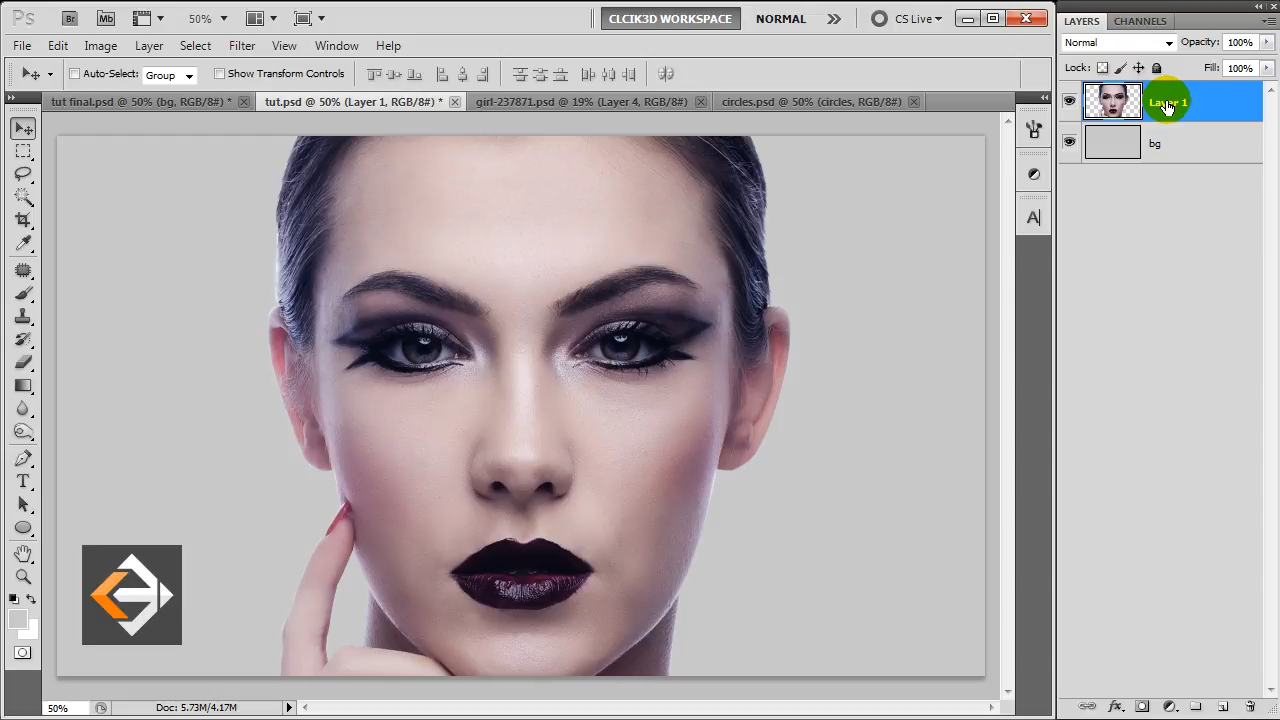 Ps Br Mb 50% CLCIK3D WORKSPACE NORMAL CS Live
File Edit Image Layer Select Filter View Window Help
Auto-Select: Group Show Transform Controls
tut final.psd @ 50% (bg, RGB/8#) * tut.psd @ 50% (Layer 1, RGB/8#) * girl-237871.psd @ 19% (Layer 4, RGB/8#) circles.psd @ 50% (circles, RGB/8#)
LAYERS CHANNELS
Normal Opacity: 100%
Lock: Fill: 100%
Layer 1
bg
A
T
50% Doc: 5.73M/4.17M
fx